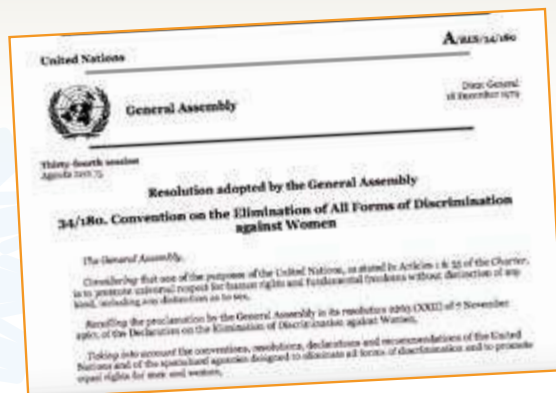 United Nations
A/RES/34/180
General Assembly
Distr. General
18 December 1979
Thirty-fourth session
Agenda item 75
Resolution adopted by the General Assembly
34/180. Convention on the Elimination of All Forms of Discrimination
against Women
The General Assembly,
Considering that one of the purposes of the United Nations, as stated in Articles 1 & 55 of the Charter,
is to promote universal respect for human rights and fundamental freedoms without distinction of any
kind, including any distinction as to sex,
Recalling the proclamation by the General Assembly in its resolution 2263 (XXII) of 7 November
1967, of the Declaration on the Elimination of Discrimination against Women,
Taking into account the conventions, resolutions, declarations and recommendations of the United
Nations and of the specialized agencies designed to eliminate all forms of discrimination and to promote
equal rights for men and women,